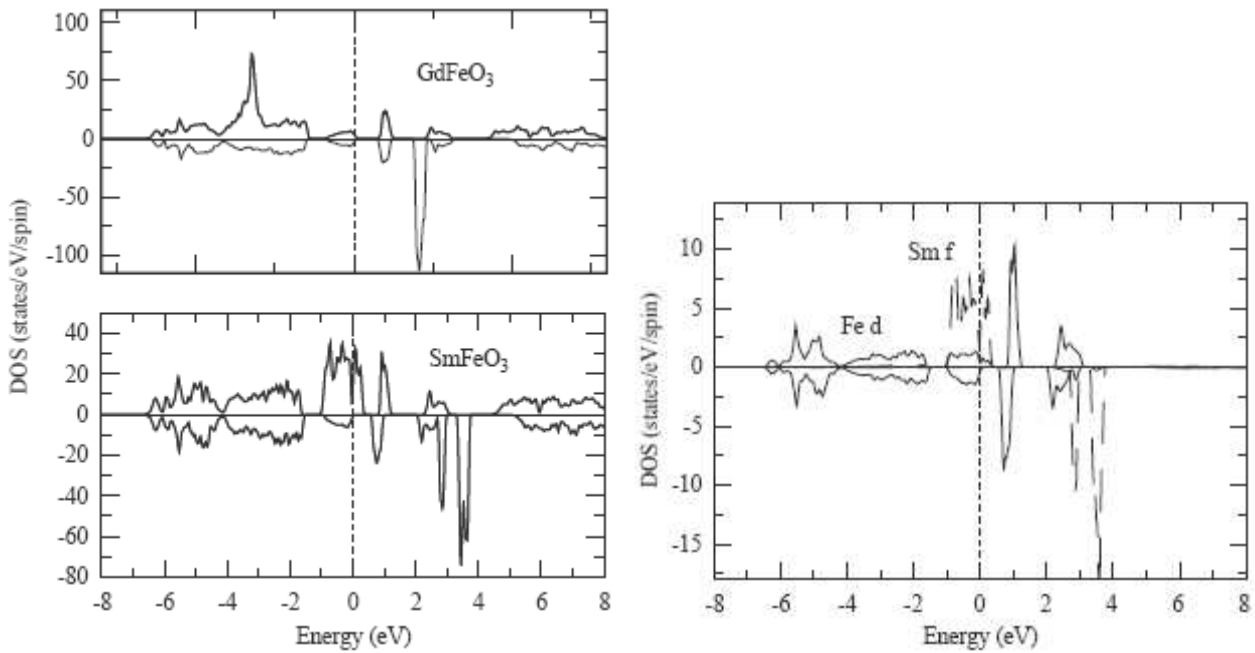 DOS (states/eV/spin)
100
50
0
-50
-100
GdFeO3
40
20
0
-20
-40
-60
-80
SmFeO3
-8 -6 -4 -2 0 2 4 6 8
Energy (eV)
DOS (states/eV/spin)
10
5
0
-5
-10
-15
Sm f
Fe d
-8 -6 -4 -2 0 2 4 6 8
Energy (eV)